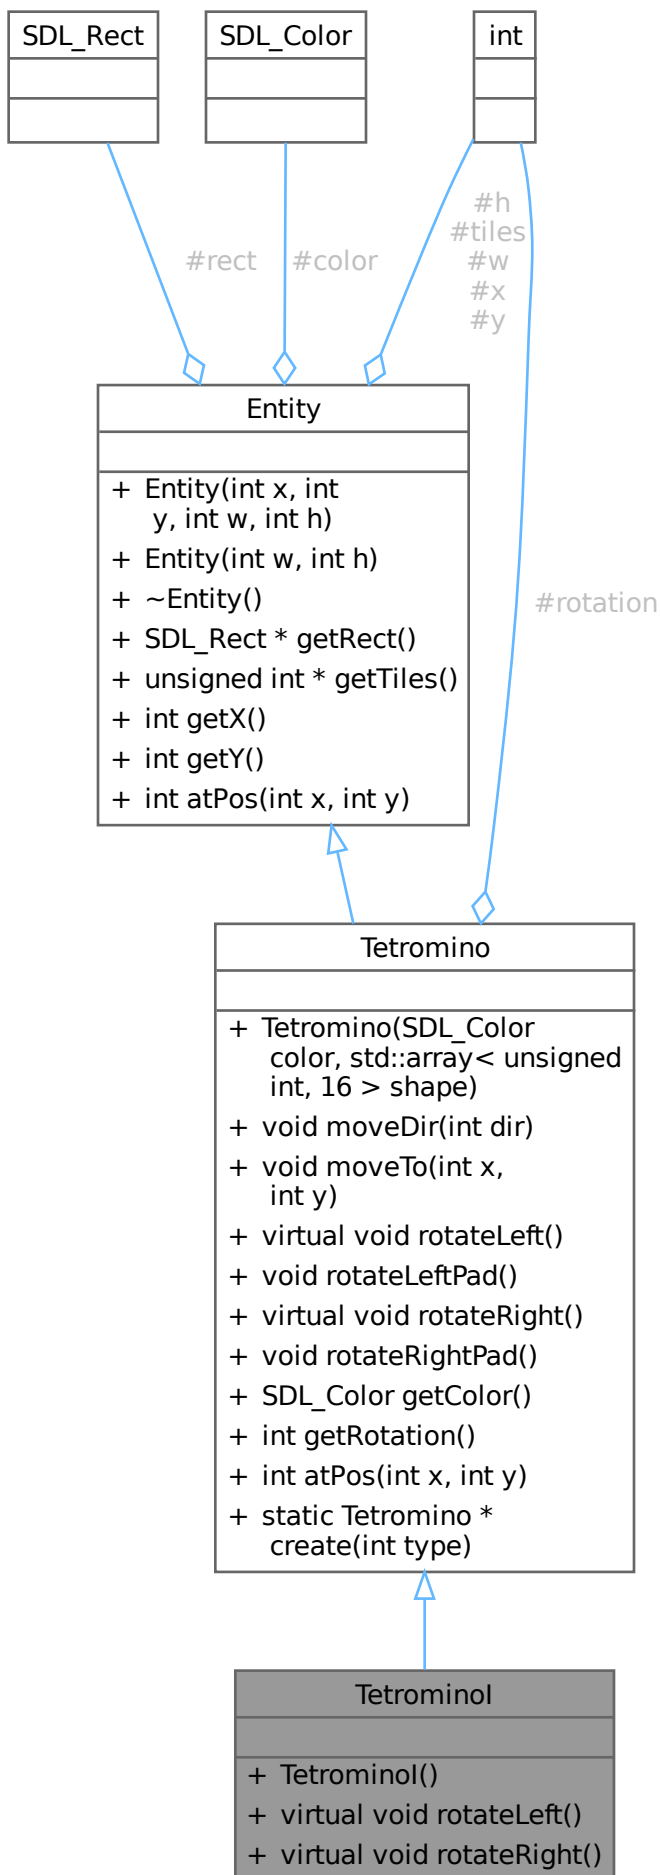 SDL_Rect
SDL_Color
int
#h
#tiles
#w
#x
#y
#rect
#color
Entity
+ Entity(int x, int
y, int w, int h)
+ Entity(int w, int h)
+ ~Entity()
+ SDL_Rect * getRect()
+ unsigned int * getTiles()
+ int getX()
+ int getY()
+ int atPos(int x, int y)
#rotation
Tetromino
+ Tetromino(SDL_Color
color, std::array< unsigned
int, 16 > shape)
+ void moveDir(int dir)
+ void moveTo(int x,
int y)
+ virtual void rotateLeft()
+ void rotateLeftPad()
+ virtual void rotateRight()
+ void rotateRightPad()
+ SDL_Color getColor()
+ int getRotation()
+ int atPos(int x, int y)
+ static Tetromino *
create(int type)
TetrominoI
+ TetrominoI()
+ virtual void rotateLeft()
+ virtual void rotateRight()